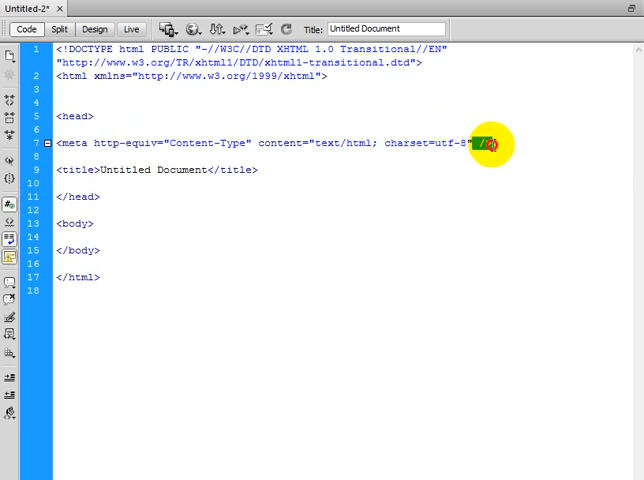 Untitled-2*
Code Split Design Live Title: Untitled Document
1 <!DOCTYPE html PUBLIC "-//W3C//DTD XHTML 1.0 Transitional//EN"
"http://www.w3.org/TR/xhtml1/DTD/xhtml1-transitional.dtd">
2 <html xmlns="http://www.w3.org/1999/xhtml">
3
4
5 <head>
6
7 <meta http-equiv="Content-Type" content="text/html; charset=utf-8" /
8
9 <title>Untitled Document</title>
10
11 </head>
12
13 <body>
14
15 </body>
16
17 </html>
18